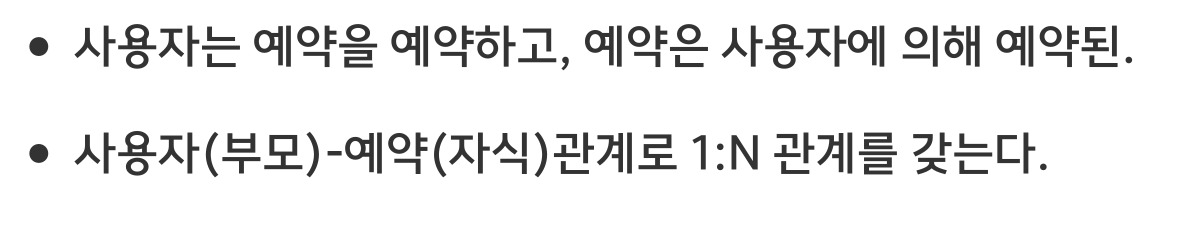 • 사용자는 예약을 예약하고, 예약은 사용자에 의해 예약된.
• 사용자(부모)-예약(자식)관계로 1:N 관계를 갖는다.